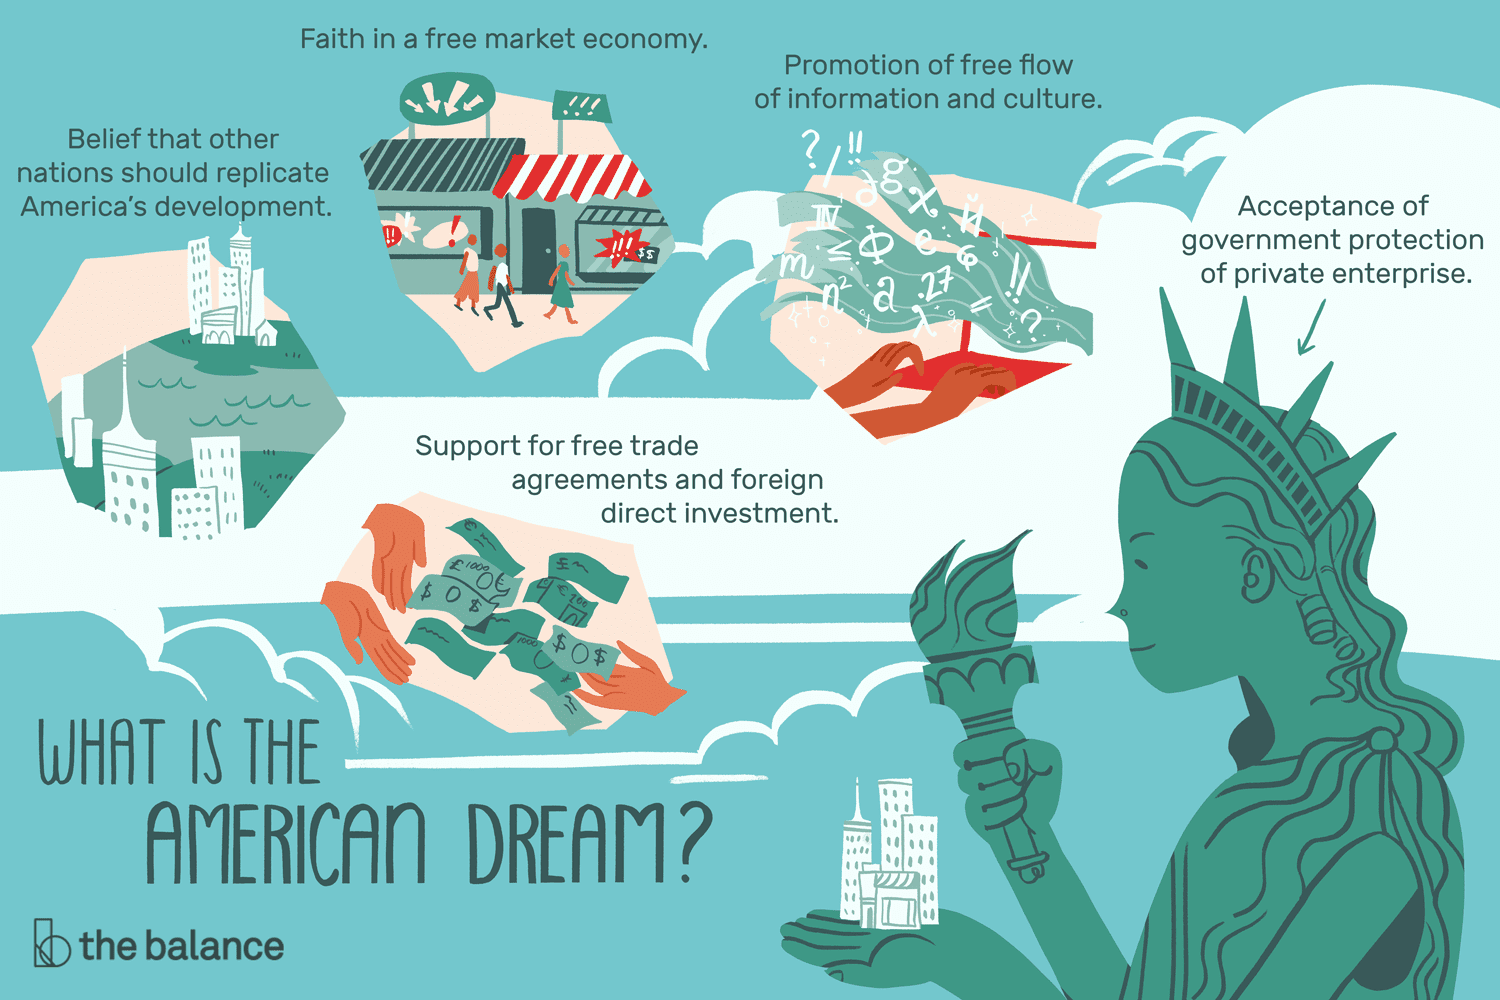 Faith in a free market economy.
Promotion of free flow
of information and culture.
Belief that other
nations should replicate
America's development.
Acceptance of
government protection
of private enterprise.
Support for free trade
agreements and foreign
direct investment.
WHAT IS THE
AMERICAN DREAM?
the balance